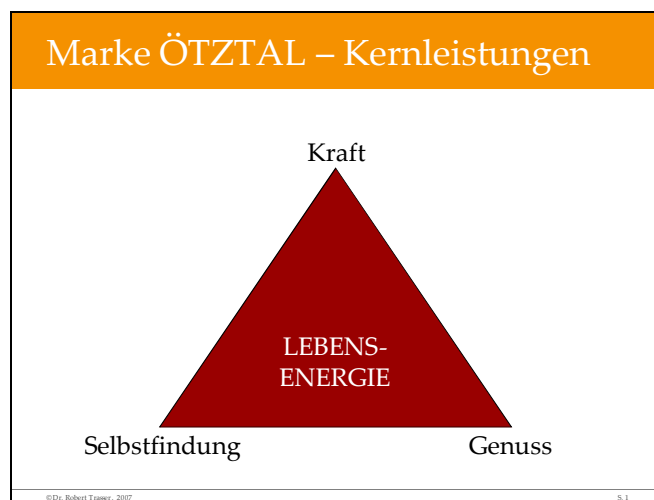 Marke ÖTZTAL – Kernleistungen
Kraft
LEBENS-
ENERGIE
Selbstfindung
Genuss
©Dr. Robert Trasser, 2007
S. 1